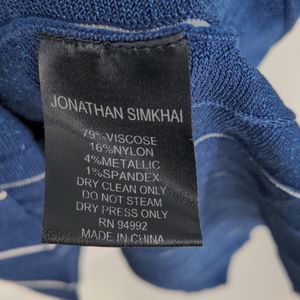 JONATHAN SIMKHAI
79%VISCOSE
16%NYLON
4%METALLIC
1%SPANDEX
DRY CLEAN ONLY
DO NOT STEAM
DRY PRESS ONLY
RN 94992
MADE IN CHINA